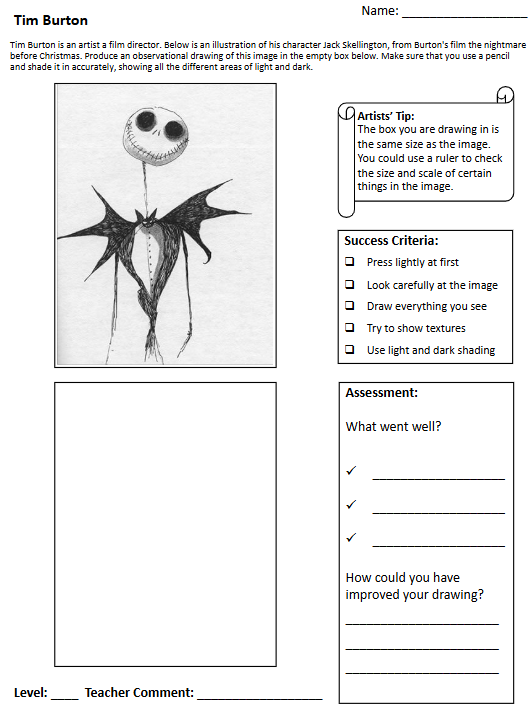 Name: __________________
Tim Burton
Tim Burton is an artist a film director. Below is an illustration of his character Jack Skellington, from Burton's film the nightmare
before Christmas. Produce an observational drawing of this image in the empty box below. Make sure that you use a pencil
and shade it in accurately, showing all the different areas of light and dark.
Artists' Tip:
The box you are drawing in is
the same size as the image.
You could use a ruler to check
the size and scale of certain
things in the image.
Success Criteria:
❑ Press lightly at first
❑ Look carefully at the image
❑ Draw everything you see
❑ Try to show textures
❑ Use light and dark shading
Assessment:
What went well?
✓ ___________________
✓ ___________________
✓ ___________________
How could you have
improved your drawing?
______________________
______________________
______________________
Level: ____ Teacher Comment: __________________